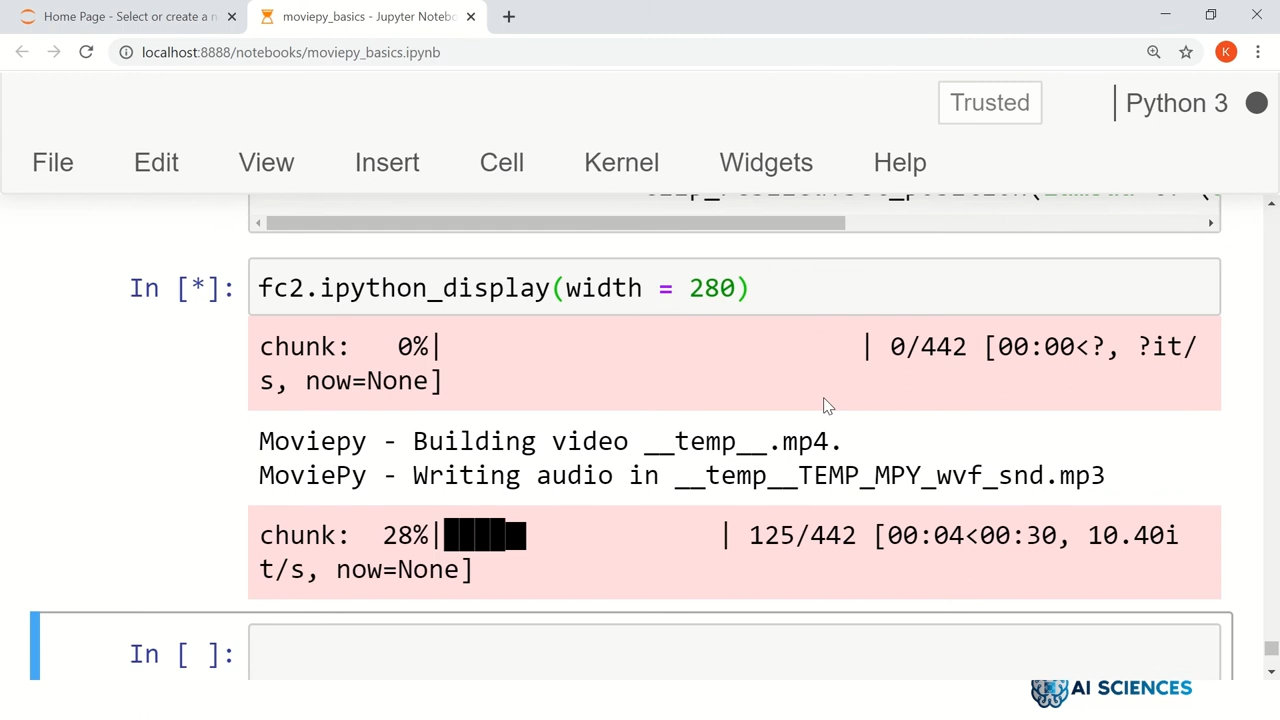 Home Page - Select or create a n
moviepy_basics - Jupyter Notebo
localhost:8888/notebooks/moviepy_basics.ipynb
K
Trusted
Python 3
File Edit View Insert Cell Kernel Widgets Help
In [*]: fc2.ipython_display(width = 280)
chunk:   0%| | 0/442 [00:00<?, ?it/
s, now=None]
Moviepy - Building video __temp__.mp4.
MoviePy - Writing audio in __temp__TEMP_MPY_wvf_snd.mp3
chunk:  28%|█████ | 125/442 [00:04<00:30, 10.40i
t/s, now=None]
In [ ]:
AI SCIENCES